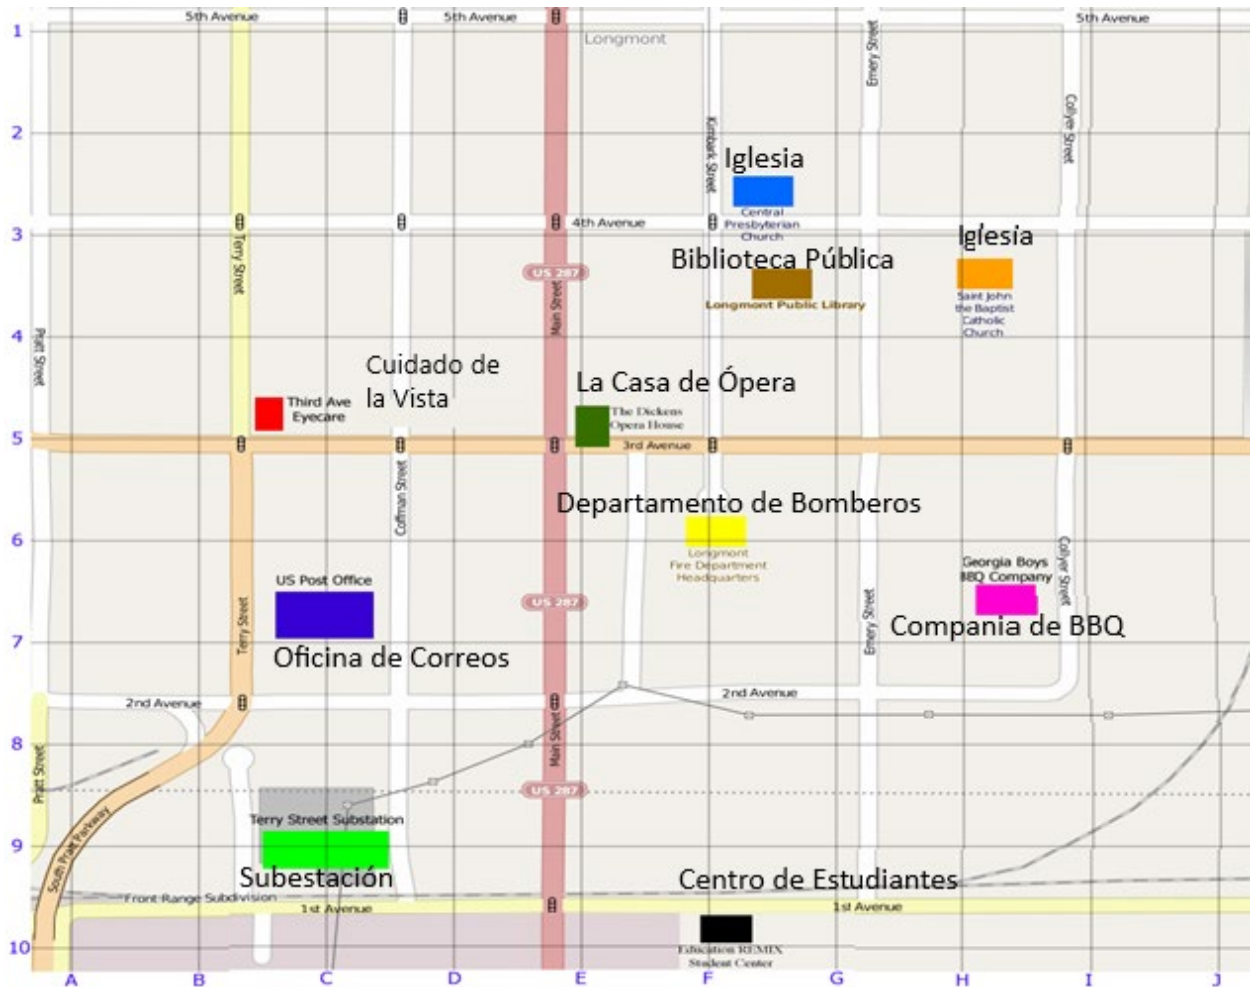 5th Avenue 5th Avenue 5th Avenue
1
Longmont
Emery Street
Collyer Street
2
Kimbark Street
Iglesia
Central
Presbyterian
Church
4th Avenue
3
Iglesia
Terry Street
Biblioteca Pública
US 287
Longmont Public Library
Saint John
the Baptist
Catholic
Church
Main Street
4
Pratt Street
Cuidado de
la Vista
La Casa de Ópera
Third Ave
Eyecare
The Dickens
Opera House
5
3rd Avenue
Coffman Street
Departamento de Bomberos
6
Longmont
Fire Department
Headquarters
Collyer Street
Georgia Boys
BBQ Company
US Post Office
US 287
Terry Street
Emery Street
Compania de BBQ
7
Oficina de Correos
2nd Avenue
2nd Avenue
Main Street
8
Pratt Street
US 287
Terry Street Substation
South Pratt Parkway
9
Subestación
Centro de Estudiantes
Front Range Subdivision
1st Avenue
1st Avenue
10
Education REMIX
Student Center
A B C D E F G H I J